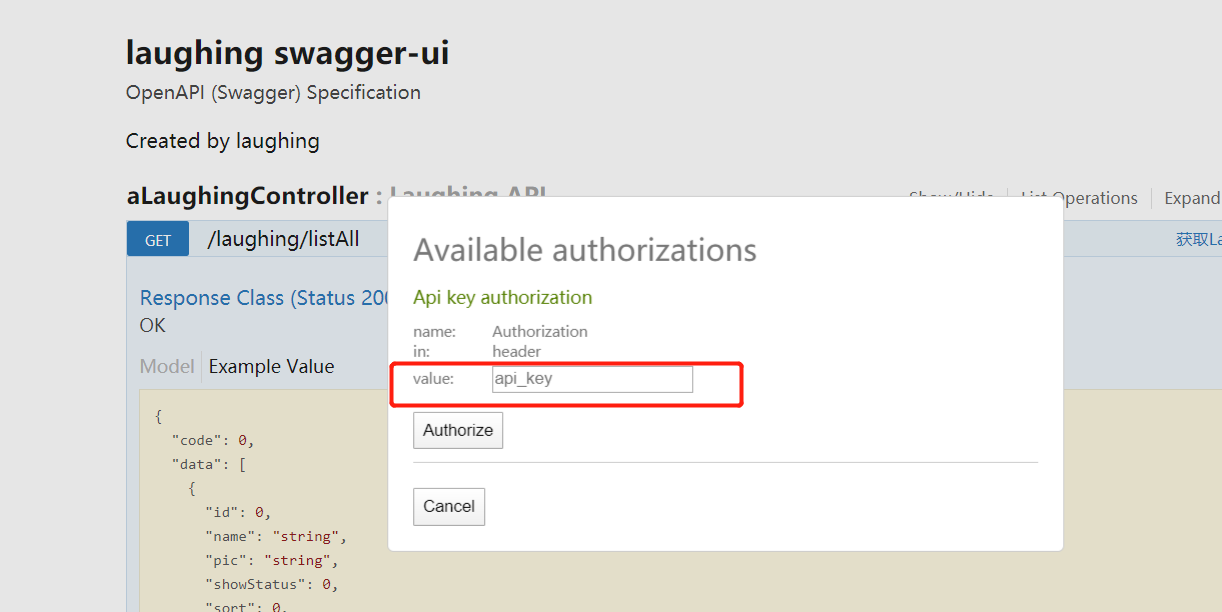 laughing swagger-ui
OpenAPI (Swagger) Specification
Created by laughing
aLaughingController : Laughing API
Show/Hide
List Operations
Expand
GET /laughing/listAll
获取La
Response Class (Status 200
OK
Model Example Value
{
"code": 0,
"data": [
{
"id": 0,
"name": "string",
"pic": "string",
"showStatus": 0,
"sort": 0,
Available authorizations
Api key authorization
name: Authorization
in: header
value: api_key
Authorize
Cancel